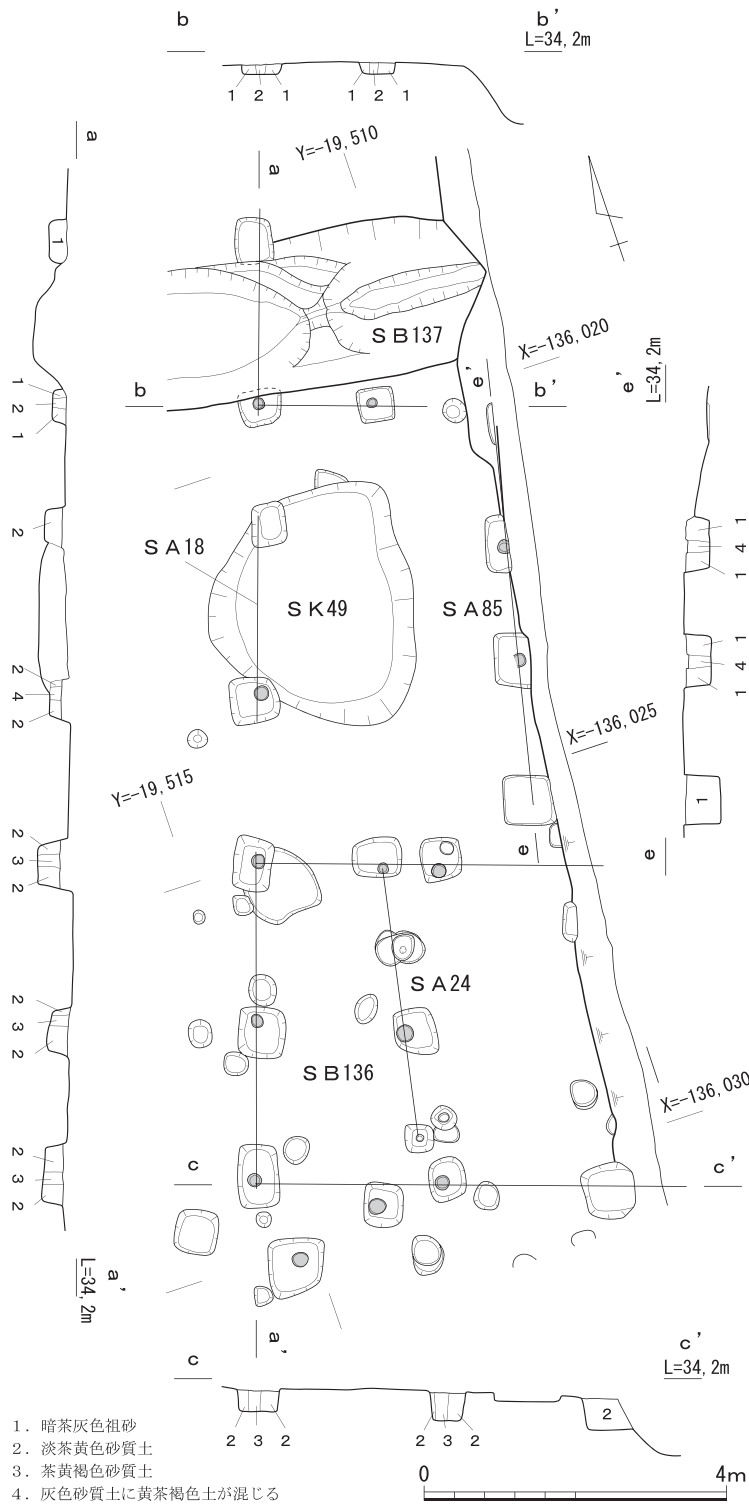 b b’
L=34,2m
1 2 1 1 2 1
a
Y=-19,510
a
1
SB137
X=-136,020
e’
e’
L=34,2m
1
2
1
b b’
2
SA18
SK49
SA85
1
4
1
2
4
2
1
4
1
X=-136,025
Y=-19,515
1
e
e
2
3
2
SA24
2
3
2
SB136
X=-136,030
2
3
2
c c’
L=34,2m
a’
a’
c c’
L=34,2m
2 3 2 2 3 2 2
1. 暗茶灰色祖砂
2. 淡茶黄色砂質土
3. 茶黄褐色砂質土
4. 灰色砂質土に黄茶褐色土が混じる
0 4m